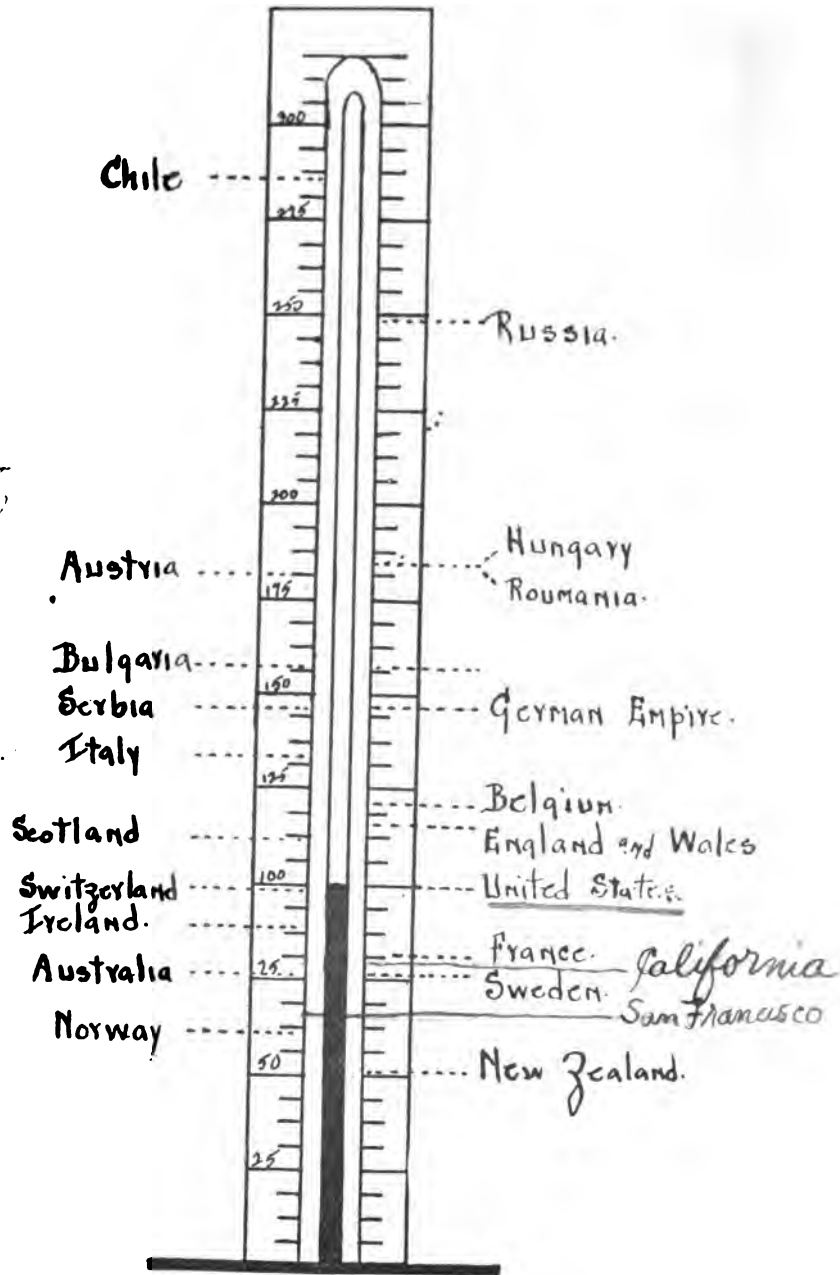 300
Chile
275
250
Russia.
225
200
Hungary
Austria
Roumania.
175
Bulgaria
150
Serbia
German Empire.
Italy
125
Belgium.
England and Wales
Scotland
100
Switzerland
United States
Ireland.
France.
California
Australia
75
Sweden.
San Francisco
Norway
50
New Zealand.
25